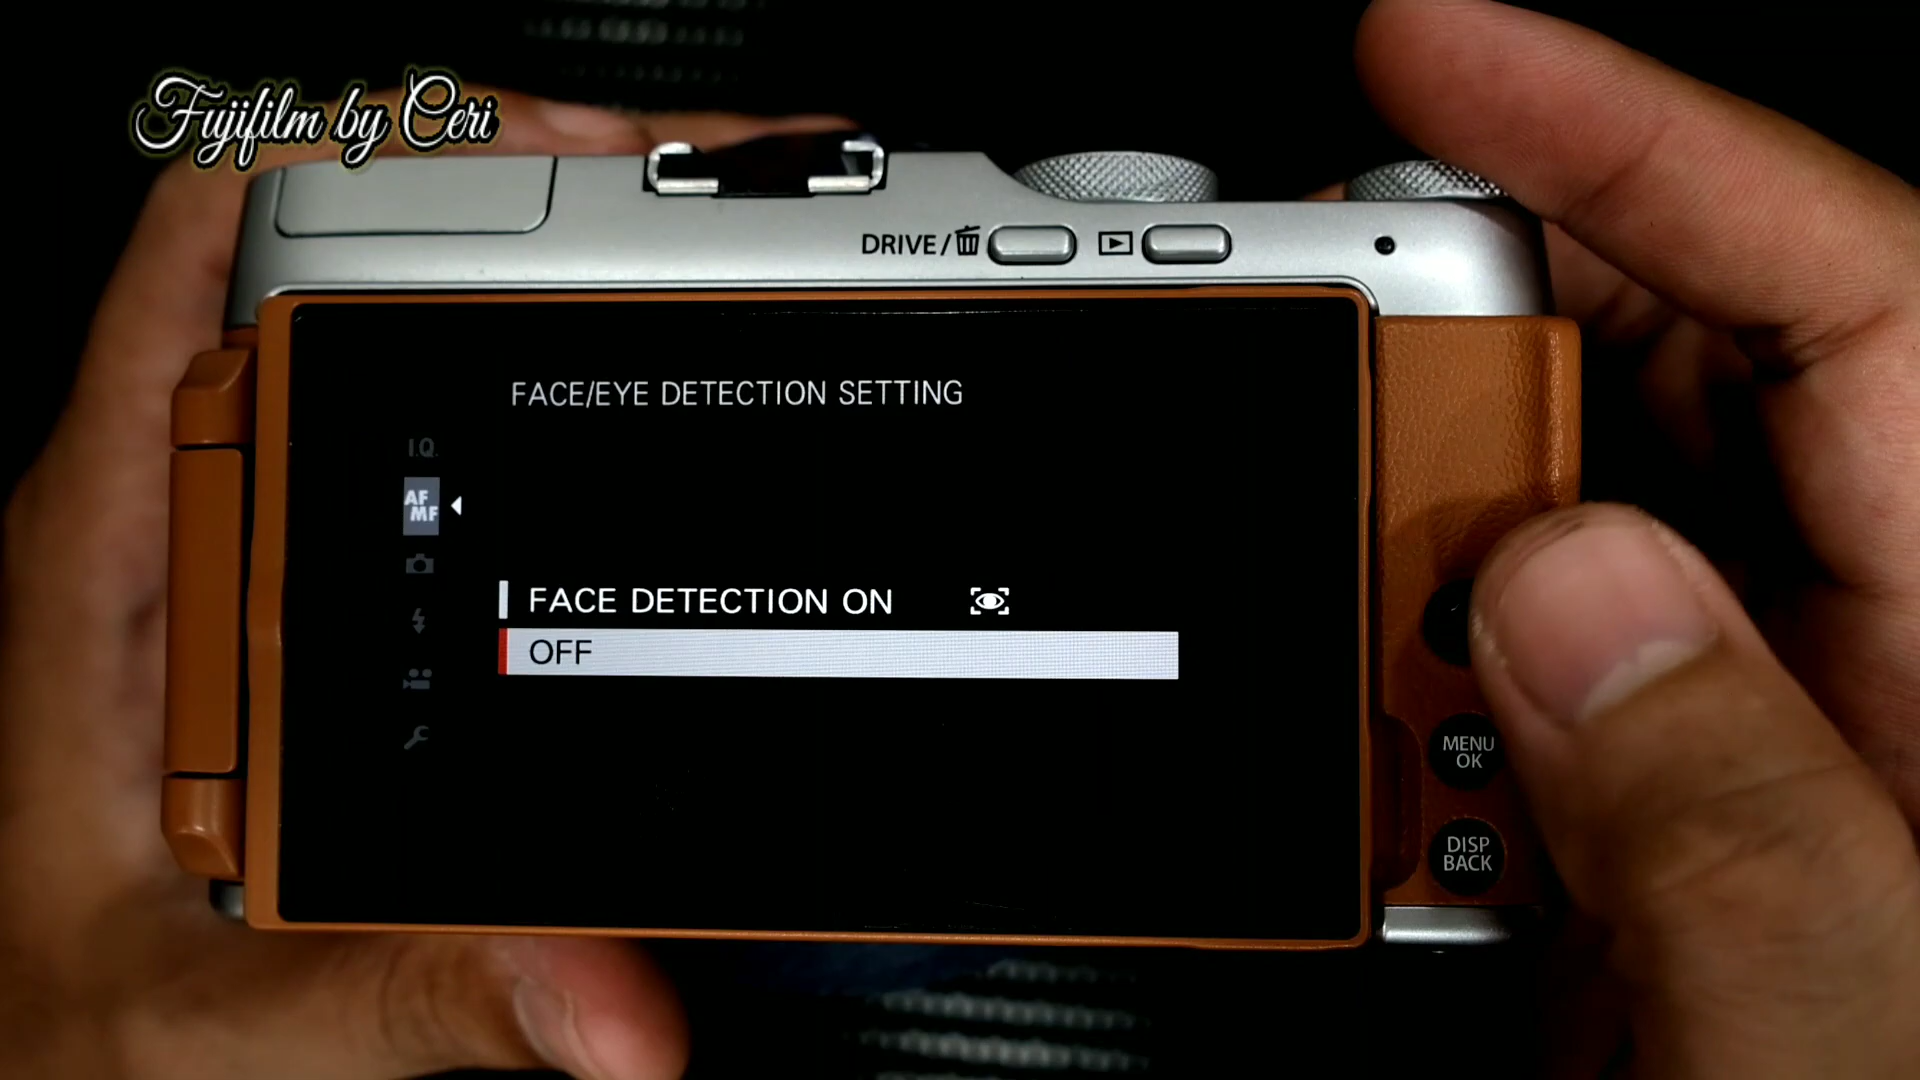 Fujifilm by Ceri
DRIVE/
FACE/EYE DETECTION SETTING
I.Q.
AF
MF
FACE DETECTION ON
OFF
MENU
OK
DISP
BACK